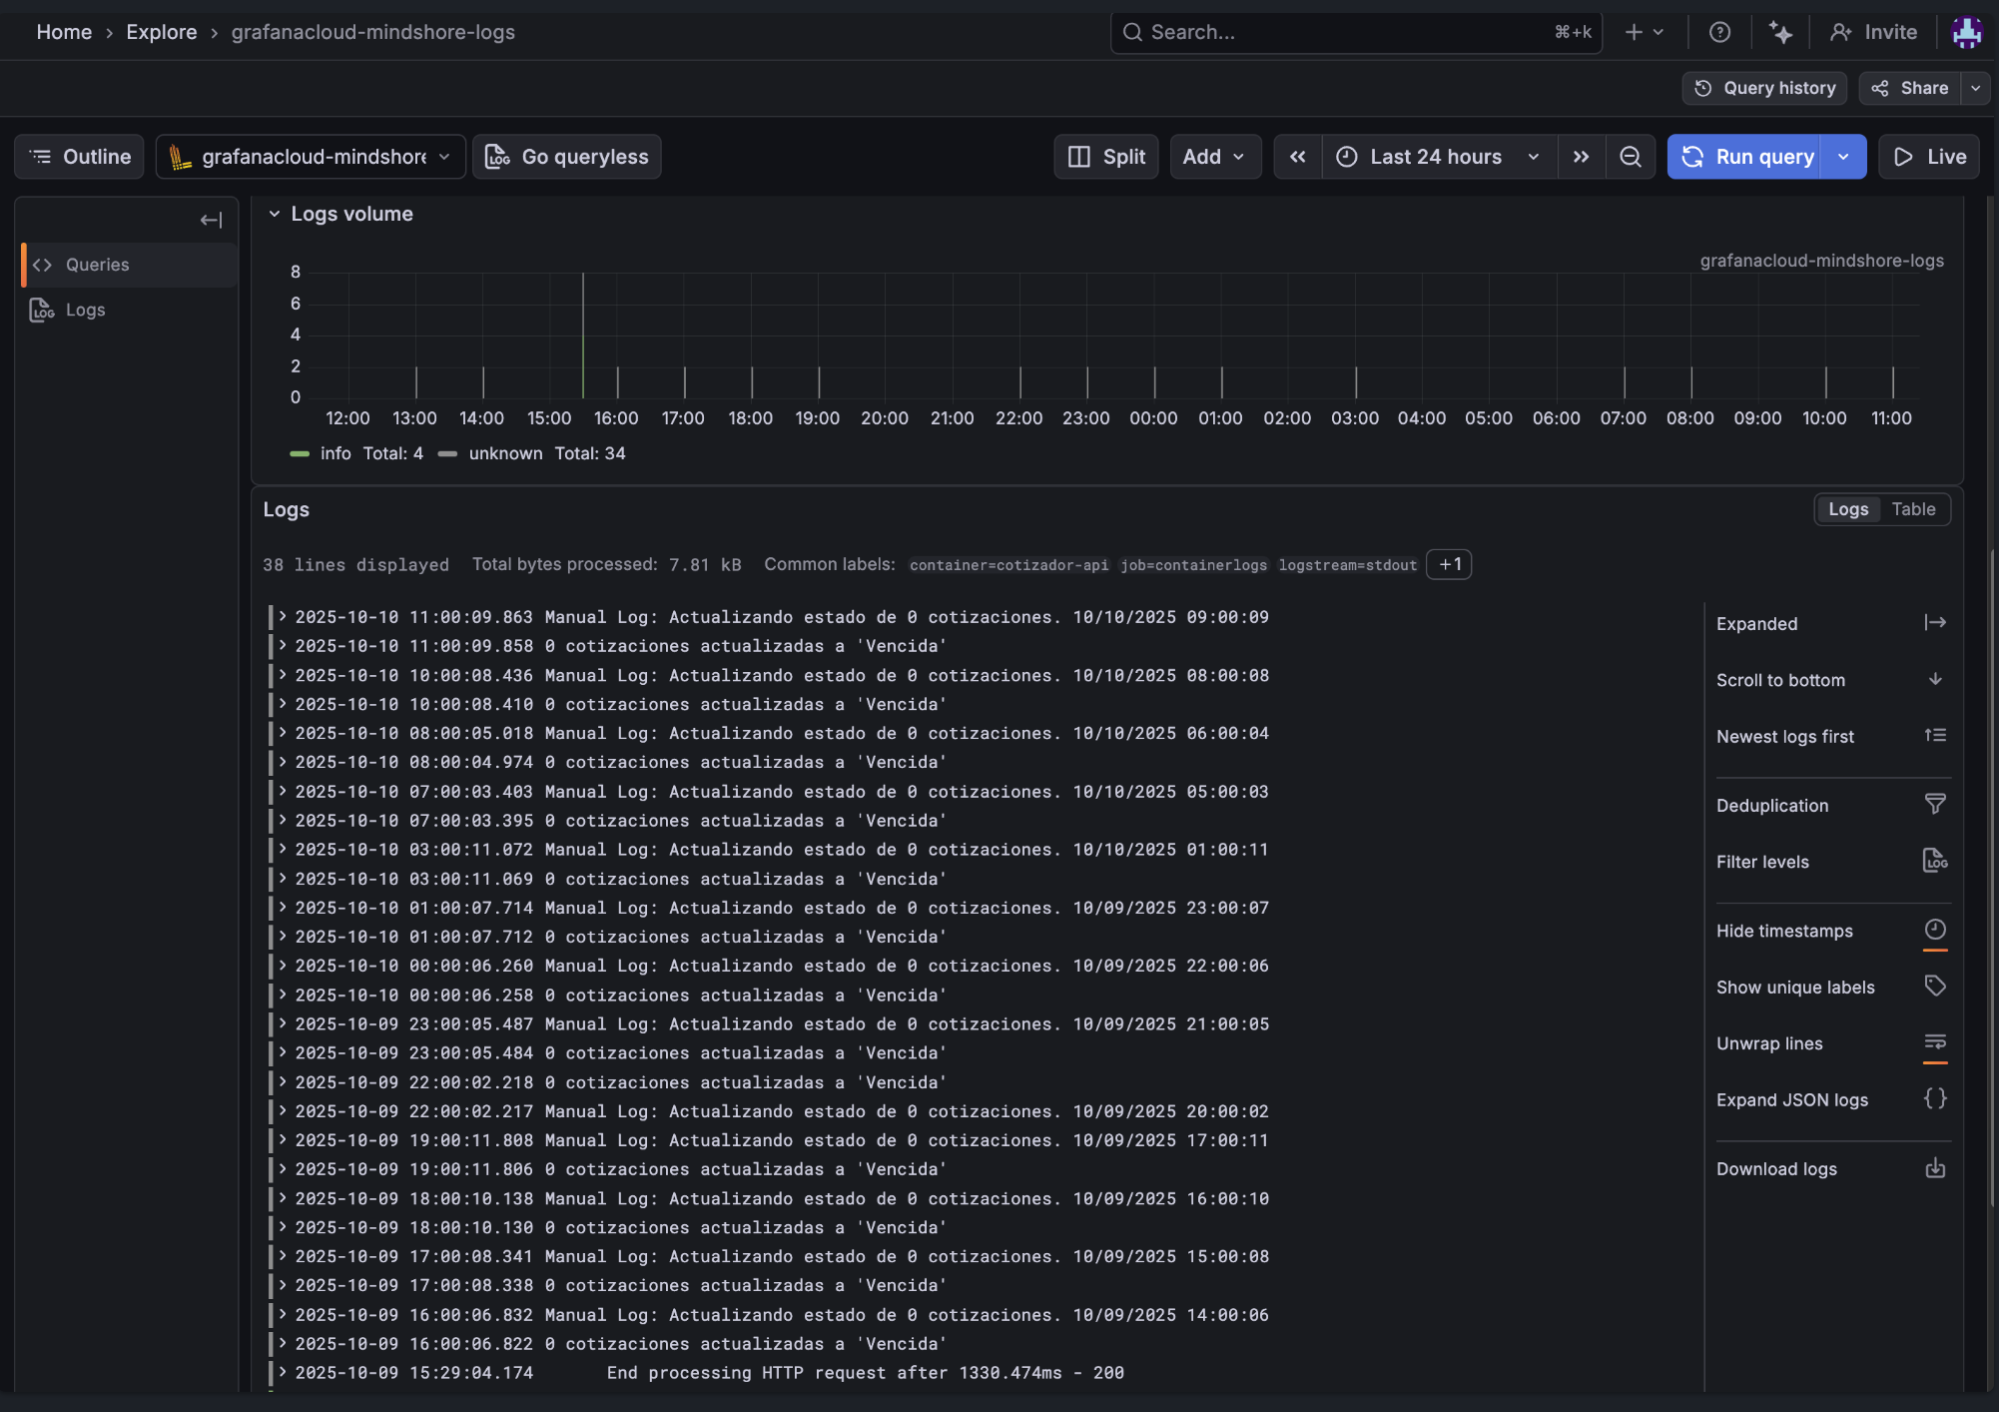 Home › Explore › grafanacloud-mindshore-logs
Search... ⌘+k
Invite
Query history Share
Outline grafanacloud-mindshore Go queryless Split Add Last 24 hours Run query Live
Queries
Logs
Logs volume
grafanacloud-mindshore-logs
8
6
4
2
0
12:00 13:00 14:00 15:00 16:00 17:00 18:00 19:00 20:00 21:00 22:00 23:00 00:00 01:00 02:00 03:00 04:00 05:00 06:00 07:00 08:00 09:00 10:00 11:00
info Total: 4 unknown Total: 34
Logs
Logs Table
38 lines displayed Total bytes processed: 7.81 kB Common labels: container=cotizador-api job=containerlogs logstream=stdout +1
2025-10-10 11:00:09.863 Manual Log: Actualizando estado de 0 cotizaciones. 10/10/2025 09:00:09
2025-10-10 11:00:09.858 0 cotizaciones actualizadas a 'Vencida'
2025-10-10 10:00:08.436 Manual Log: Actualizando estado de 0 cotizaciones. 10/10/2025 08:00:08
2025-10-10 10:00:08.410 0 cotizaciones actualizadas a 'Vencida'
2025-10-10 08:00:05.018 Manual Log: Actualizando estado de 0 cotizaciones. 10/10/2025 06:00:04
2025-10-10 08:00:04.974 0 cotizaciones actualizadas a 'Vencida'
2025-10-10 07:00:03.403 Manual Log: Actualizando estado de 0 cotizaciones. 10/10/2025 05:00:03
2025-10-10 07:00:03.395 0 cotizaciones actualizadas a 'Vencida'
2025-10-10 03:00:11.072 Manual Log: Actualizando estado de 0 cotizaciones. 10/10/2025 01:00:11
2025-10-10 03:00:11.069 0 cotizaciones actualizadas a 'Vencida'
2025-10-10 01:00:07.714 Manual Log: Actualizando estado de 0 cotizaciones. 10/09/2025 23:00:07
2025-10-10 01:00:07.712 0 cotizaciones actualizadas a 'Vencida'
2025-10-10 00:00:06.260 Manual Log: Actualizando estado de 0 cotizaciones. 10/09/2025 22:00:06
2025-10-10 00:00:06.258 0 cotizaciones actualizadas a 'Vencida'
2025-10-09 23:00:05.487 Manual Log: Actualizando estado de 0 cotizaciones. 10/09/2025 21:00:05
2025-10-09 23:00:05.484 0 cotizaciones actualizadas a 'Vencida'
2025-10-09 22:00:02.218 0 cotizaciones actualizadas a 'Vencida'
2025-10-09 22:00:02.217 Manual Log: Actualizando estado de 0 cotizaciones. 10/09/2025 20:00:02
2025-10-09 19:00:11.808 Manual Log: Actualizando estado de 0 cotizaciones. 10/09/2025 17:00:11
2025-10-09 19:00:11.806 0 cotizaciones actualizadas a 'Vencida'
2025-10-09 18:00:10.138 Manual Log: Actualizando estado de 0 cotizaciones. 10/09/2025 16:00:10
2025-10-09 18:00:10.130 0 cotizaciones actualizadas a 'Vencida'
2025-10-09 17:00:08.341 Manual Log: Actualizando estado de 0 cotizaciones. 10/09/2025 15:00:08
2025-10-09 17:00:08.338 0 cotizaciones actualizadas a 'Vencida'
2025-10-09 16:00:06.832 Manual Log: Actualizando estado de 0 cotizaciones. 10/09/2025 14:00:06
2025-10-09 16:00:06.822 0 cotizaciones actualizadas a 'Vencida'
2025-10-09 15:29:04.174 End processing HTTP request after 1330.474ms - 200
Expanded
Scroll to bottom
Newest logs first
Deduplication
Filter levels
Hide timestamps
Show unique labels
Unwrap lines
Expand JSON logs
Download logs